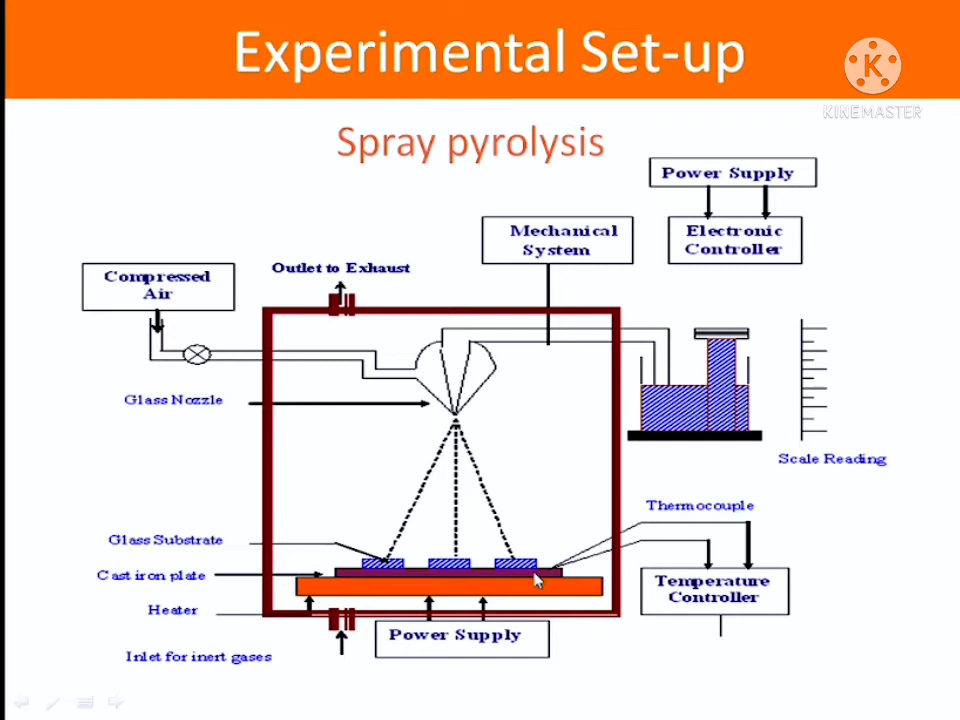 Experimental Set-up
K
KINEMASTER
Spray pyrolysis
Power Supply
Mechanical
System
Electronic
Controller
Compressed
Air
Outlet to Exhaust
Glass Nozzle
Scale Reading
Thermocouple
Glass Substrate
Cast iron plate
Temperature
Controller
Heater
Power Supply
Inlet for inert gases